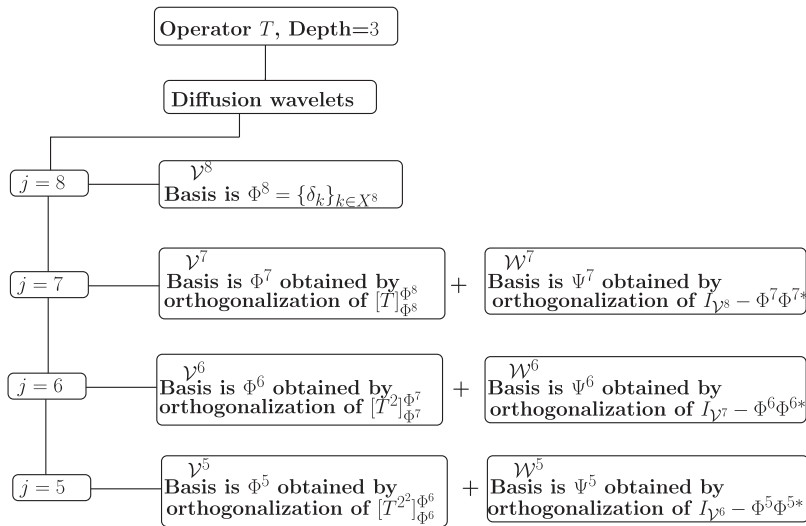 Operator T, Depth=3
Diffusion wavelets
j = 8
𝒱⁸
Basis is Φ⁸ = {δₖ}ₖ∈X⁸
j = 7
𝒱⁷
Basis is Φ⁷ obtained by
orthogonalization of [T]_{Φ⁸}^{Φ⁸}
+
𝒲⁷
Basis is Ψ⁷ obtained by
orthogonalization of I_{𝒱⁸} − Φ⁷Φ⁷*
j = 6
𝒱⁶
Basis is Φ⁶ obtained by
orthogonalization of [T²]_{Φ⁷}^{Φ⁷}
+
𝒲⁶
Basis is Ψ⁶ obtained by
orthogonalization of I_{𝒱⁷} − Φ⁶Φ⁶*
j = 5
𝒱⁵
Basis is Φ⁵ obtained by
orthogonalization of [T^{2²}]_{Φ⁶}^{Φ⁶}
+
𝒲⁵
Basis is Ψ⁵ obtained by
orthogonalization of I_{𝒱⁶} − Φ⁵Φ⁵*